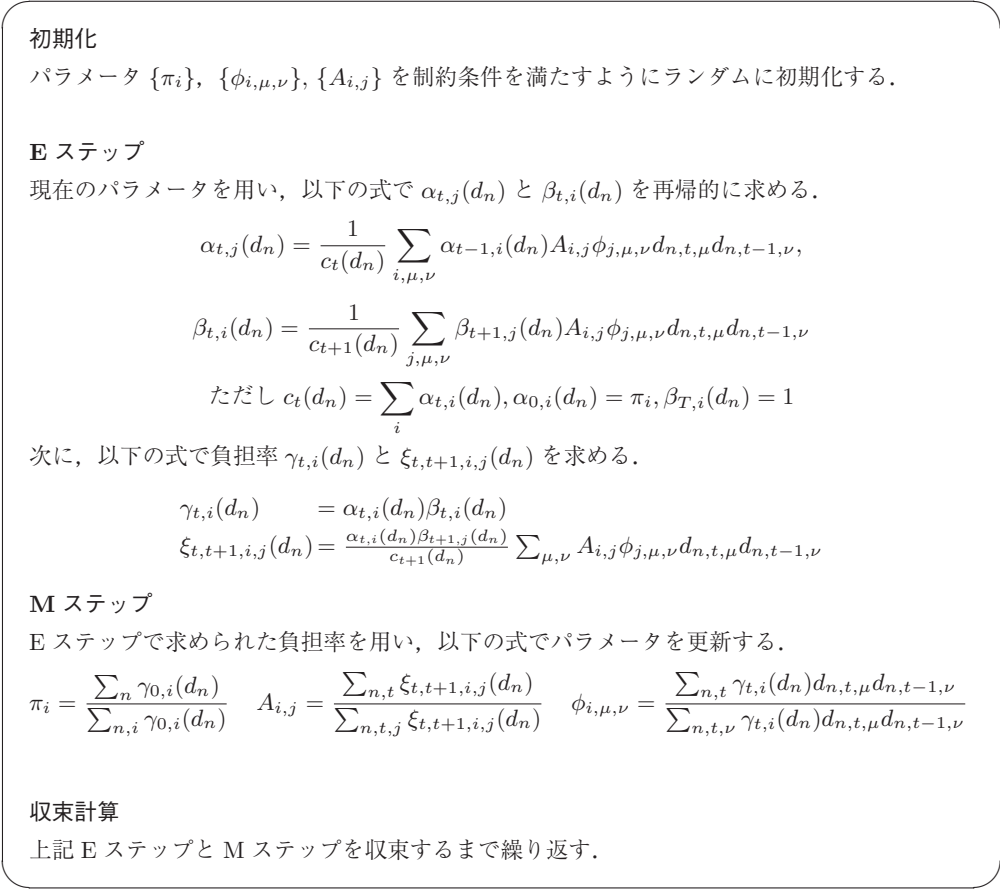 初期化
パラメータ {π_i}, {ϕ_{i,μ,ν}}, {A_{i,j}} を制約条件を満たすようにランダムに初期化する．
E ステップ
現在のパラメータを用い，以下の式で α_{t,j}(d_n) と β_{t,i}(d_n) を再帰的に求める．
α_{t,j}(d_n) = \frac{1}{c_t(d_n)} \sum_{i,μ,ν} α_{t−1,i}(d_n)A_{i,j}ϕ_{j,μ,ν}d_{n,t,μ}d_{n,t−1,ν},
β_{t,i}(d_n) = \frac{1}{c_{t+1}(d_n)} \sum_{j,μ,ν} β_{t+1,j}(d_n)A_{i,j}ϕ_{j,μ,ν}d_{n,t,μ}d_{n,t−1,ν}
ただし c_t(d_n) = \sum_i α_{t,i}(d_n), α_{0,i}(d_n) = π_i, β_{T,i}(d_n) = 1
次に，以下の式で負担率 γ_{t,i}(d_n) と ξ_{t,t+1,i,j}(d_n) を求める．
γ_{t,i}(d_n) = α_{t,i}(d_n)β_{t,i}(d_n)
ξ_{t,t+1,i,j}(d_n) = \frac{α_{t,i}(d_n)β_{t+1,j}(d_n)}{c_{t+1}(d_n)} \sum_{μ,ν} A_{i,j}ϕ_{j,μ,ν}d_{n,t,μ}d_{n,t−1,ν}
M ステップ
E ステップで求められた負担率を用い，以下の式でパラメータを更新する．
π_i = \frac{\sum_n γ_{0,i}(d_n)}{\sum_{n,i} γ_{0,i}(d_n)} A_{i,j} = \frac{\sum_{n,t} ξ_{t,t+1,i,j}(d_n)}{\sum_{n,t,j} ξ_{t,t+1,i,j}(d_n)} ϕ_{i,μ,ν} = \frac{\sum_{n,t} γ_{t,i}(d_n)d_{n,t,μ}d_{n,t−1,ν}}{\sum_{n,t,ν} γ_{t,i}(d_n)d_{n,t,μ}d_{n,t−1,ν}}
収束計算
上記 E ステップと M ステップを収束するまで繰り返す．